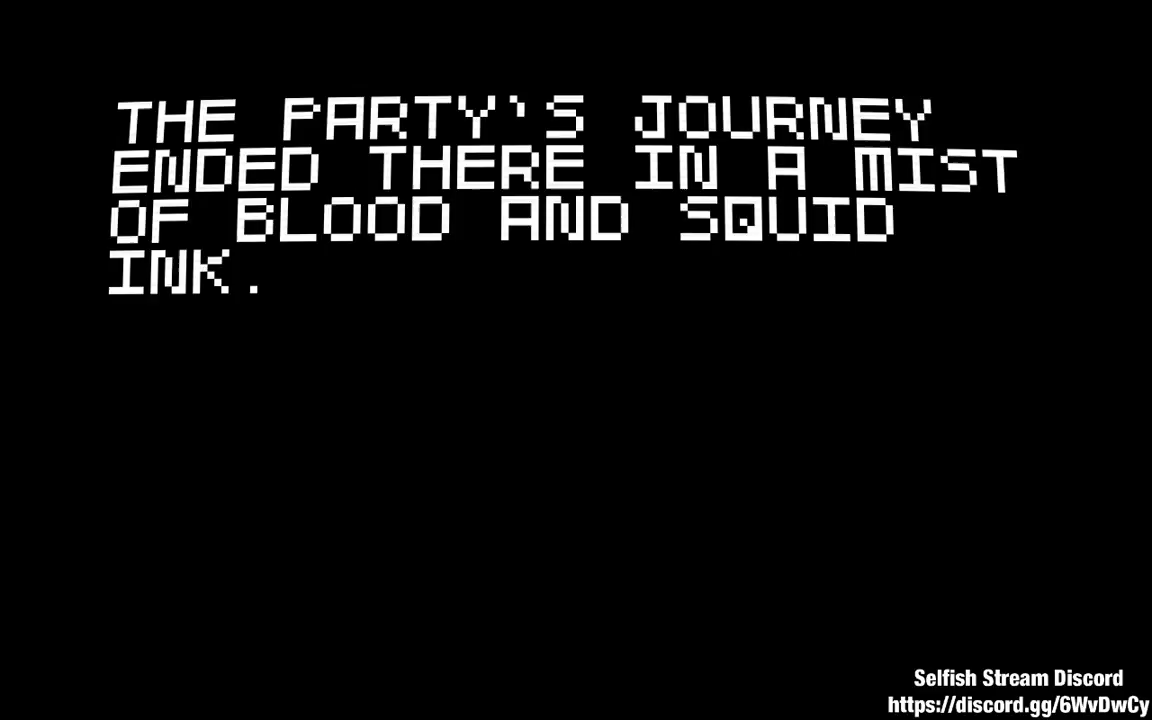 THE PARTY'S JOURNEY
ENDED THERE IN A MIST
OF BLOOD AND SQUID
INK.
Selfish Stream Discord
https://discord.gg/6WvDwCy